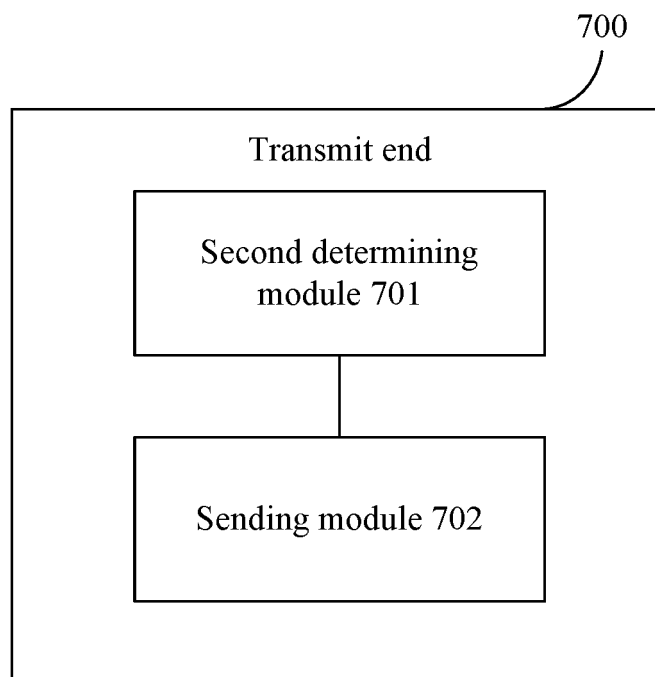 700
Transmit end
Second determining
module 701
Sending module 702